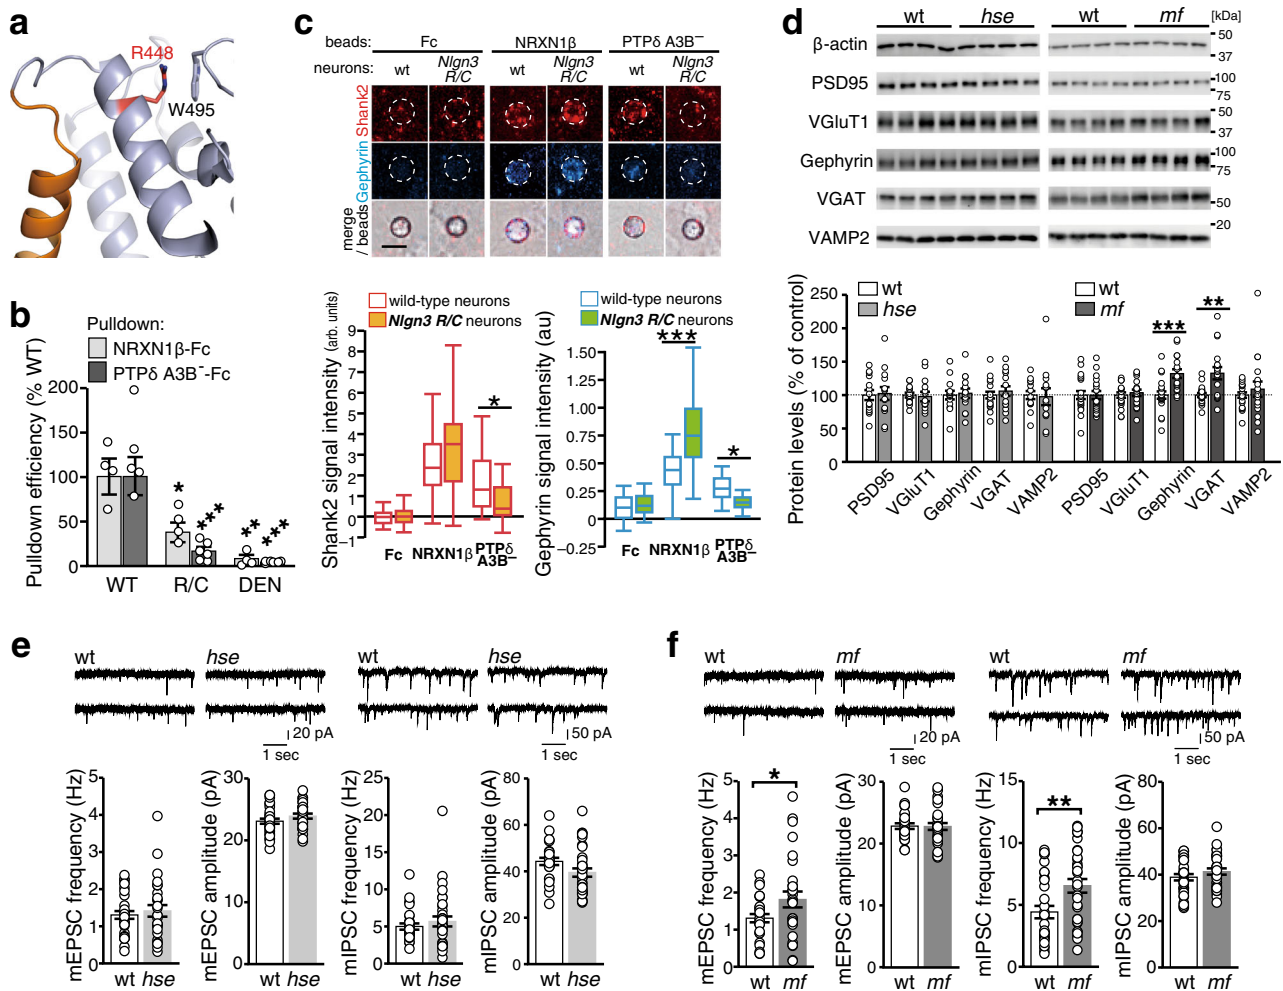 a
R448
W495
b
Pulldown:
NRXN1β-Fc
PTPδ A3B⁻-Fc
Pulldown efficiency (% WT)
200
150
100
50
0
*
***
**
***
WT R/C DEN
c
beads: Fc NRXN1β PTPδ A3B⁻
neurons: wt Nlgn3 R/C wt Nlgn3 R/C wt Nlgn3 R/C
Shank2
Gephyrin
merge / beads
wild-type neurons
Nlgn3 R/C neurons
Shank2 signal intensity (arb. units)
9
8
7
6
5
4
3
2
1
0
−1
*
Fc NRXN1β PTPδ A3B⁻
wild-type neurons
Nlgn3 R/C neurons
Gephyrin signal intensity (au)
1.50
1.25
1.00
0.75
0.50
0.25
0
−0.25
***
*
Fc NRXN1β PTPδ A3B⁻
d
wt hse wt mf [kDa]
β-actin 50 37
PSD95 100 75
VGluT1 50 37
Gephyrin 100 75
VGAT 50
VAMP2 20
Protein levels (% of control)
250
200
150
100
50
0
wt
hse
wt
mf
***
**
PSD95 VGluT1 Gephyrin VGAT VAMP2 PSD95 VGluT1 Gephyrin VGAT VAMP2
e
wt hse wt hse
20 pA
1 sec
50 pA
1 sec
mEPSC frequency (Hz)
5
4
3
2
1
0
wt hse
mEPSC amplitude (pA)
30
20
10
0
wt hse
mIPSC frequency (Hz)
25
20
15
10
5
0
wt hse
mIPSC amplitude (pA)
80
60
40
20
0
wt hse
f
wt mf wt mf
20 pA
1 sec
50 pA
1 sec
mEPSC frequency (Hz)
5
4
3
2
1
0
*
wt mf
mEPSC amplitude (pA)
40
30
20
10
0
wt mf
mIPSC frequency (Hz)
15
10
5
0
**
wt mf
mIPSC amplitude (pA)
80
60
40
20
0
wt mf